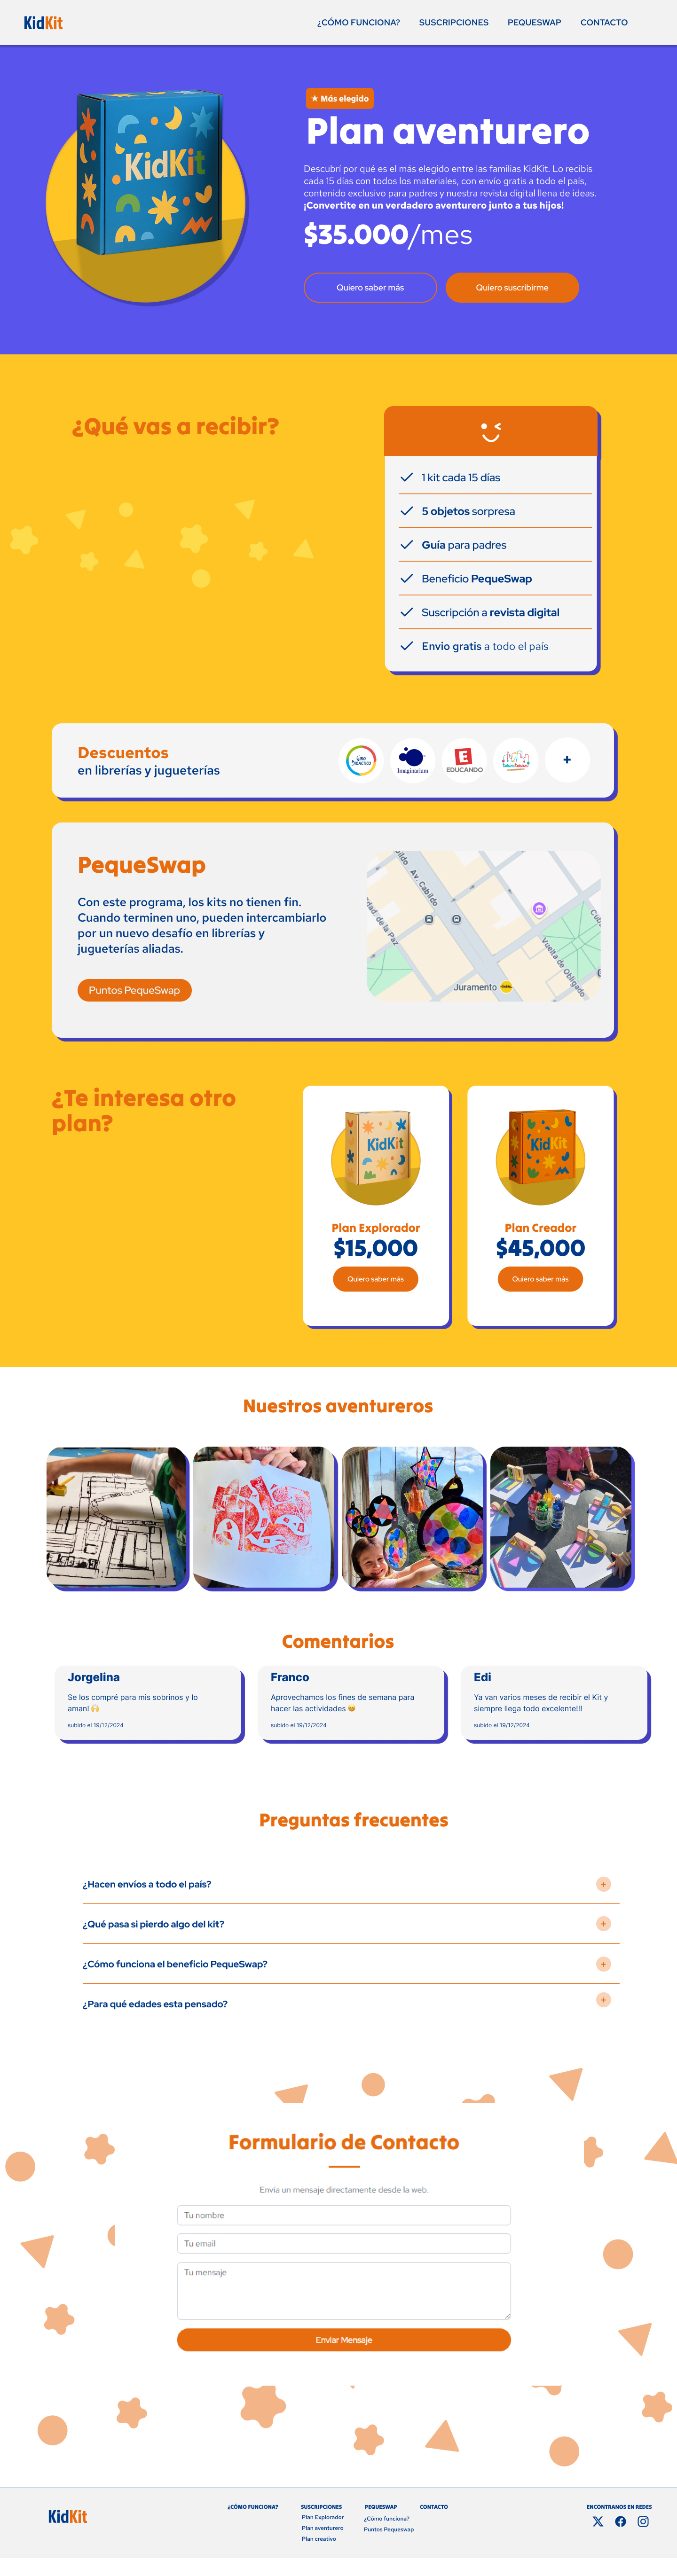 KidKit
¿CÓMO FUNCIONA?
SUSCRIPCIONES
PEQUESWAP
CONTACTO
★ Más elegido
Plan aventurero
Descubrí por qué es el más elegido entre las familias KidKit. Lo recibis
cada 15 días con todos los materiales, con envío gratis a todo el país,
contenido exclusivo para padres y nuestra revista digital llena de ideas.
¡Convertite en un verdadero aventurero junto a tus hijos!
$35.000/mes
Quiero saber más
Quiero suscribirme
KidKit
¿Qué vas a recibir?
1 kit cada 15 días
5 objetos sorpresa
Guía para padres
Beneficio PequeSwap
Suscripción a revista digital
Envio gratis a todo el país
Descuentos
en librerías y jugueterías
Imaginarium
EDUCANDO
+
PequeSwap
Con este programa, los kits no tienen fin.
Cuando terminen uno, pueden intercambiarlo
por un nuevo desafío en librerías y
jugueterías aliadas.
Puntos PequeSwap
Av. Cabildo
Vuelta de Obligado
Juramento
¿Te interesa otro
plan?
KidKit
Plan Explorador
$15,000
Quiero saber más
KidKit
Plan Creador
$45,000
Quiero saber más
Nuestros aventureros
Comentarios
Jorgelina
Se los compré para mis sobrinos y lo
aman! 🙌
subido el 19/12/2024
Franco
Aprovechamos los fines de semana para
hacer las actividades 😄
subido el 19/12/2024
Edi
Ya van varios meses de recibir el Kit y
siempre llega todo excelente!!!
subido el 19/12/2024
Preguntas frecuentes
¿Hacen envíos a todo el país?
+
¿Qué pasa si pierdo algo del kit?
+
¿Cómo funciona el beneficio PequeSwap?
+
¿Para qué edades esta pensado?
+
Formulario de Contacto
Envia un mensaje directamente desde la web.
Tu nombre
Tu email
Tu mensaje
Enviar Mensaje
KidKit
¿CÓMO FUNCIONA?
SUSCRIPCIONES
Plan Explorador
Plan aventurero
Plan creativo
PEQUESWAP
¿Cómo funciona?
Puntos Pequeswap
CONTACTO
ENCONTRANOS EN REDES